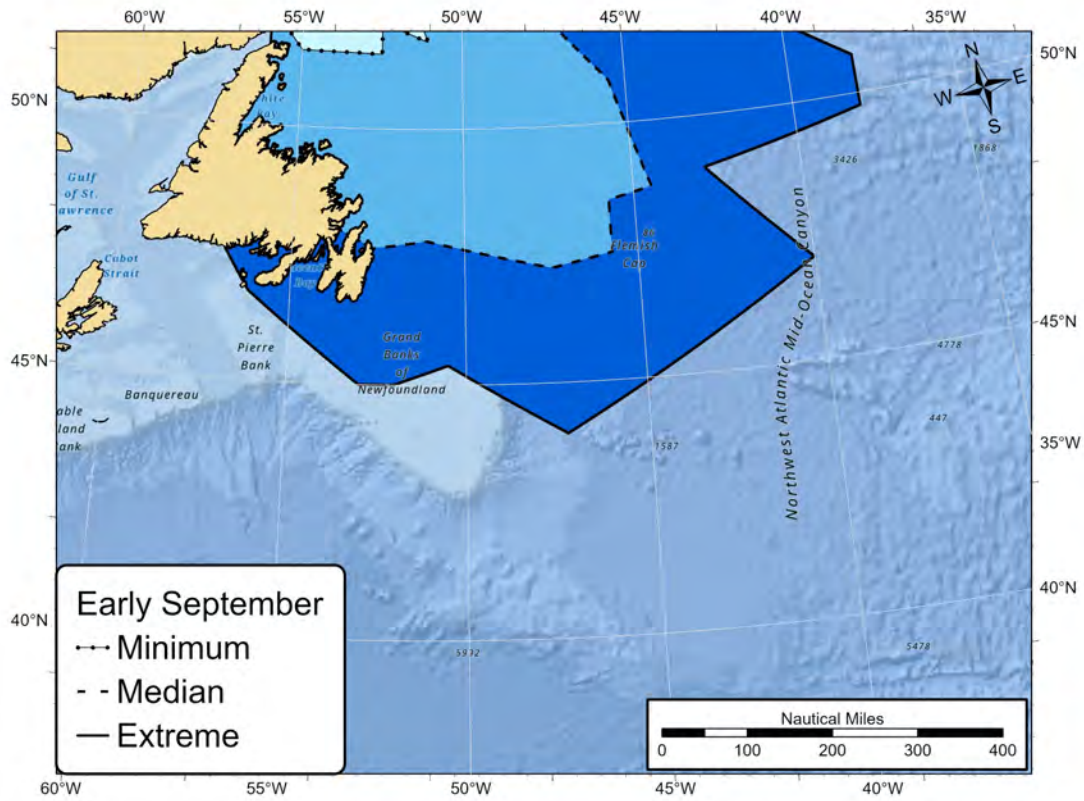 60°W 55°W 50°W 45°W 40°W 35°W
50°N
N
W E
S
50°N
Gulf
of St.
awrence
Cabot
Strait
3426
1868
Flemish
Cap
Northwest Atlantic Mid-Ocean Canyon
St.
Pierre
Bank
Grand
Banks
of
Newfoundland
45°N
45°N
4778
Banquereau
able
land
ank
447
1587
35°W
Early September
Minimum
Median
Extreme
40°N
40°N
5478
Nautical Miles
0 100 200 300 400
60°W 55°W 50°W 45°W 40°W